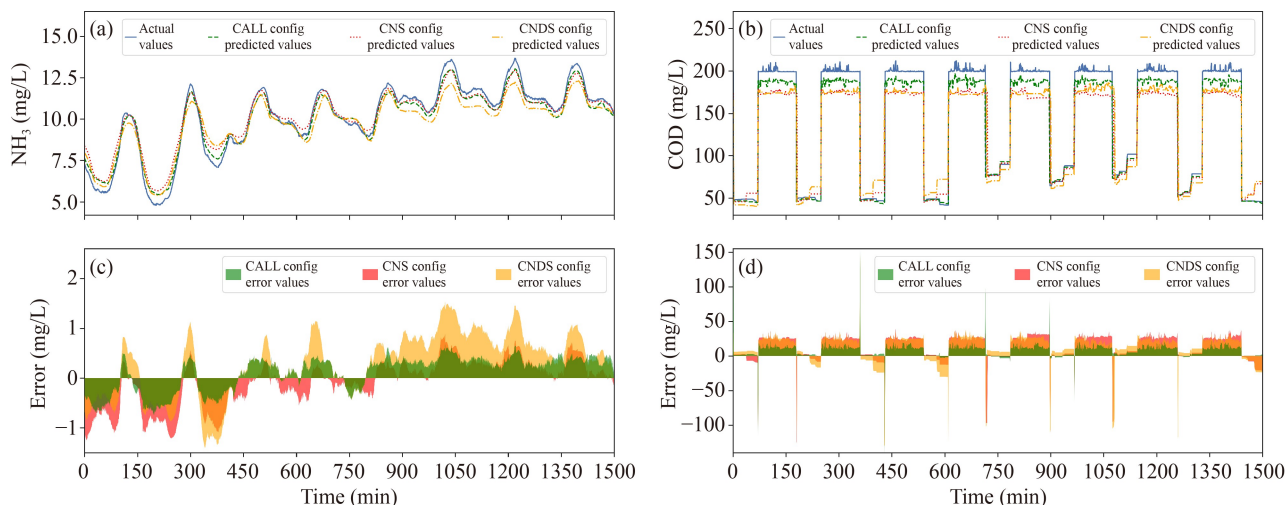 (a)
Actual values
CALL config predicted values
CNS config predicted values
CNDS config predicted values
NH3 (mg/L)
15.0
12.5
10.0
7.5
5.0
(b)
Actual values
CALL config predicted values
CNS config predicted values
CNDS config predicted values
COD (mg/L)
250
200
150
100
50
(c)
CALL config error values
CNS config error values
CNDS config error values
Error (mg/L)
2
1
0
−1
0 150 300 450 600 750 900 1050 1200 1350 1500
Time (min)
(d)
CALL config error values
CNS config error values
CNDS config error values
Error (mg/L)
150
100
50
0
−50
−100
0 150 300 450 600 750 900 1050 1200 1350 1500
Time (min)